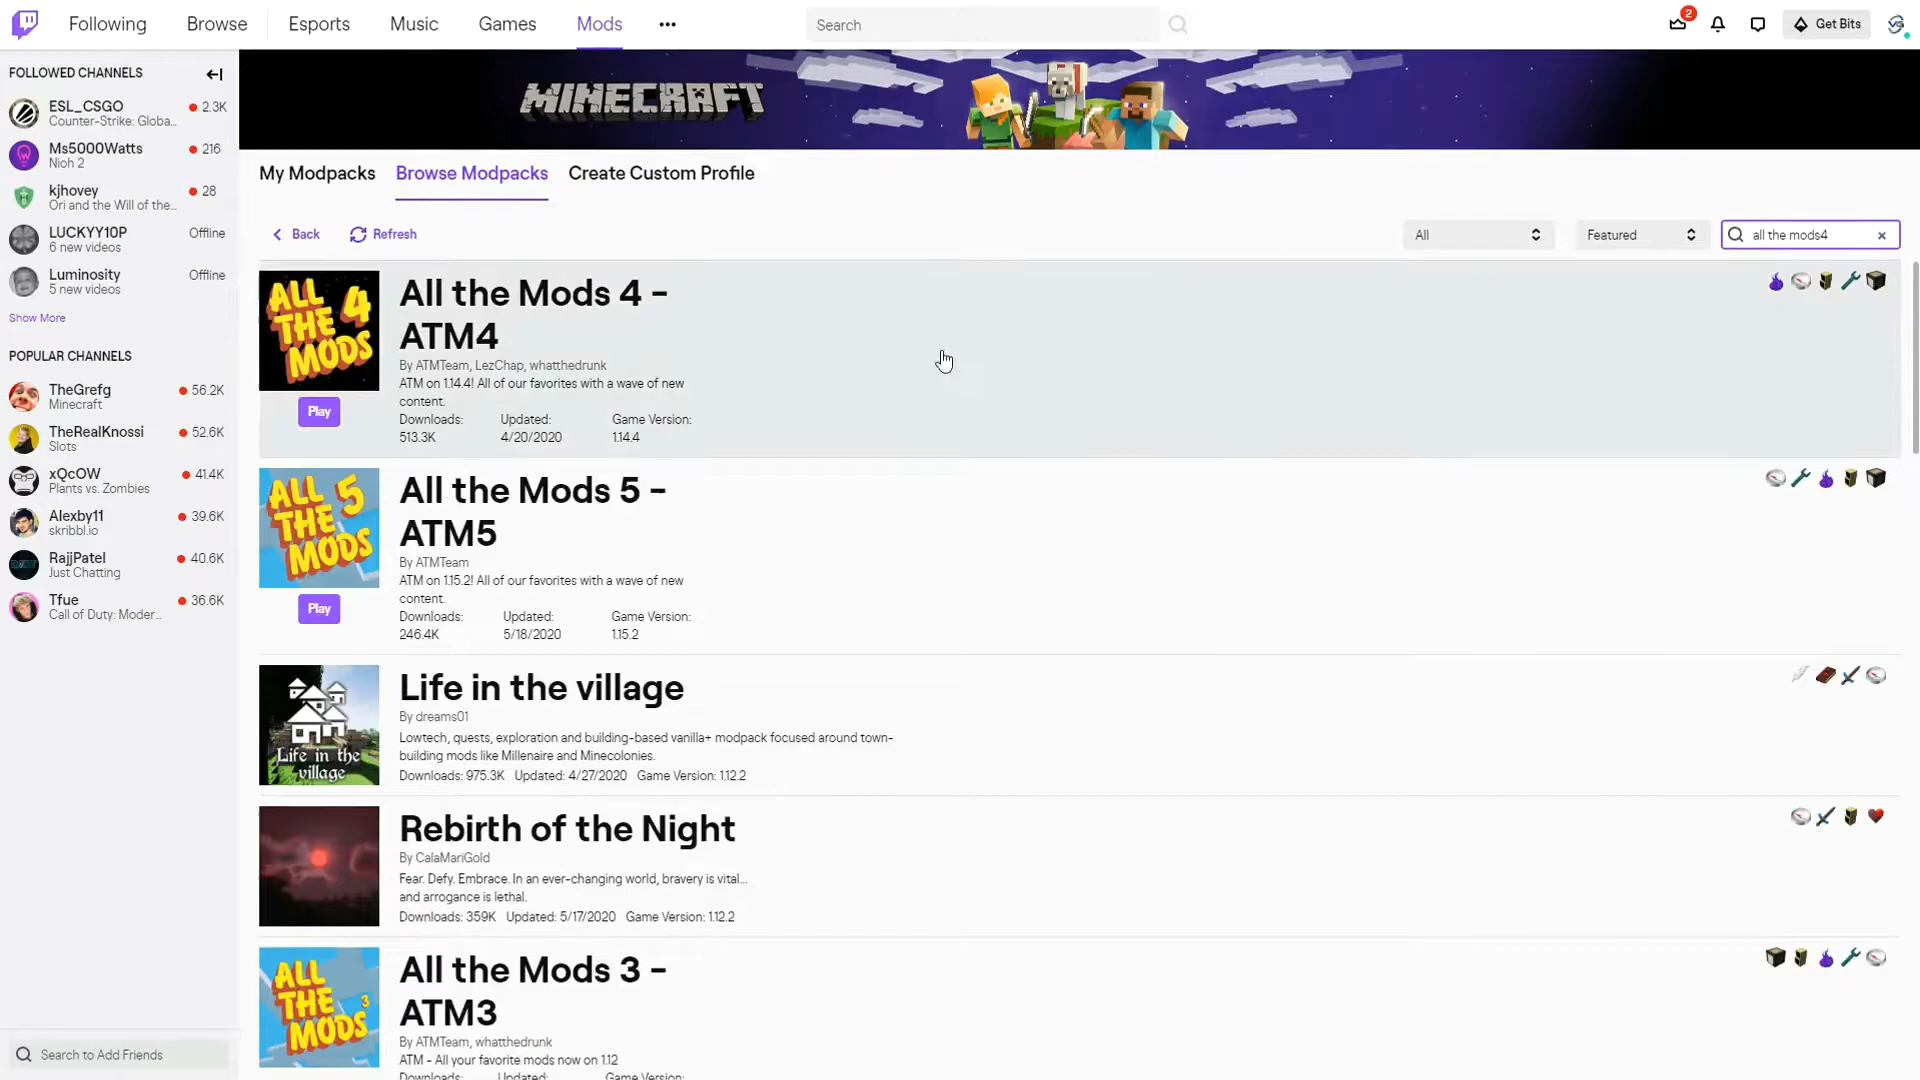 Following Browse Esports Music Games Mods ••• Search 2 Get Bits
FOLLOWED CHANNELS
ESL_CSGO 2.3K
Counter-Strike: Globa...
Ms5000Watts 216
Nioh 2
kjhovey 28
Ori and the Will of the...
LUCKYY10P Offline
6 new videos
Luminosity Offline
5 new videos
Show More
POPULAR CHANNELS
TheGrefg 56.2K
Minecraft
TheRealKnossi 52.6K
Slots
xQcOW 41.4K
Plants vs. Zombies
Alexby11 39.6K
skribbl.io
RajjPatel 40.6K
Just Chatting
Tfue 36.6K
Call of Duty: Moder...
Search to Add Friends
MINECRAFT
My Modpacks Browse Modpacks Create Custom Profile
Back Refresh All Featured all the mods4
ALL THE MODS 4
All the Mods 4 -
ATM4
By ATMTeam, LezChap, whatthedrunk
ATM on 1.14.4! All of our favorites with a wave of new
content.
Play
Downloads: Updated: Game Version:
513.3K 4/20/2020 1.14.4
ALL THE MODS 5
All the Mods 5 -
ATM5
By ATMTeam
ATM on 1.15.2! All of our favorites with a wave of new
content.
Play
Downloads: Updated: Game Version:
246.4K 5/18/2020 1.15.2
Life in the
village
Life in the village
By dreams01
Lowtech, quests, exploration and building-based vanilla+ modpack focused around town-
building mods like Millenaire and Minecolonies.
Downloads: 975.3K Updated: 4/27/2020 Game Version: 1.12.2
Rebirth of the Night
By CalaMariGold
Fear. Defy. Embrace. In an ever-changing world, bravery is vital...
and arrogance is lethal.
Downloads: 359K Updated: 5/17/2020 Game Version: 1.12.2
ALL THE MODS 3
All the Mods 3 -
ATM3
By ATMTeam, whatthedrunk
ATM - All your favorite mods now on 1.12
Downloads: Updated: Game Version: